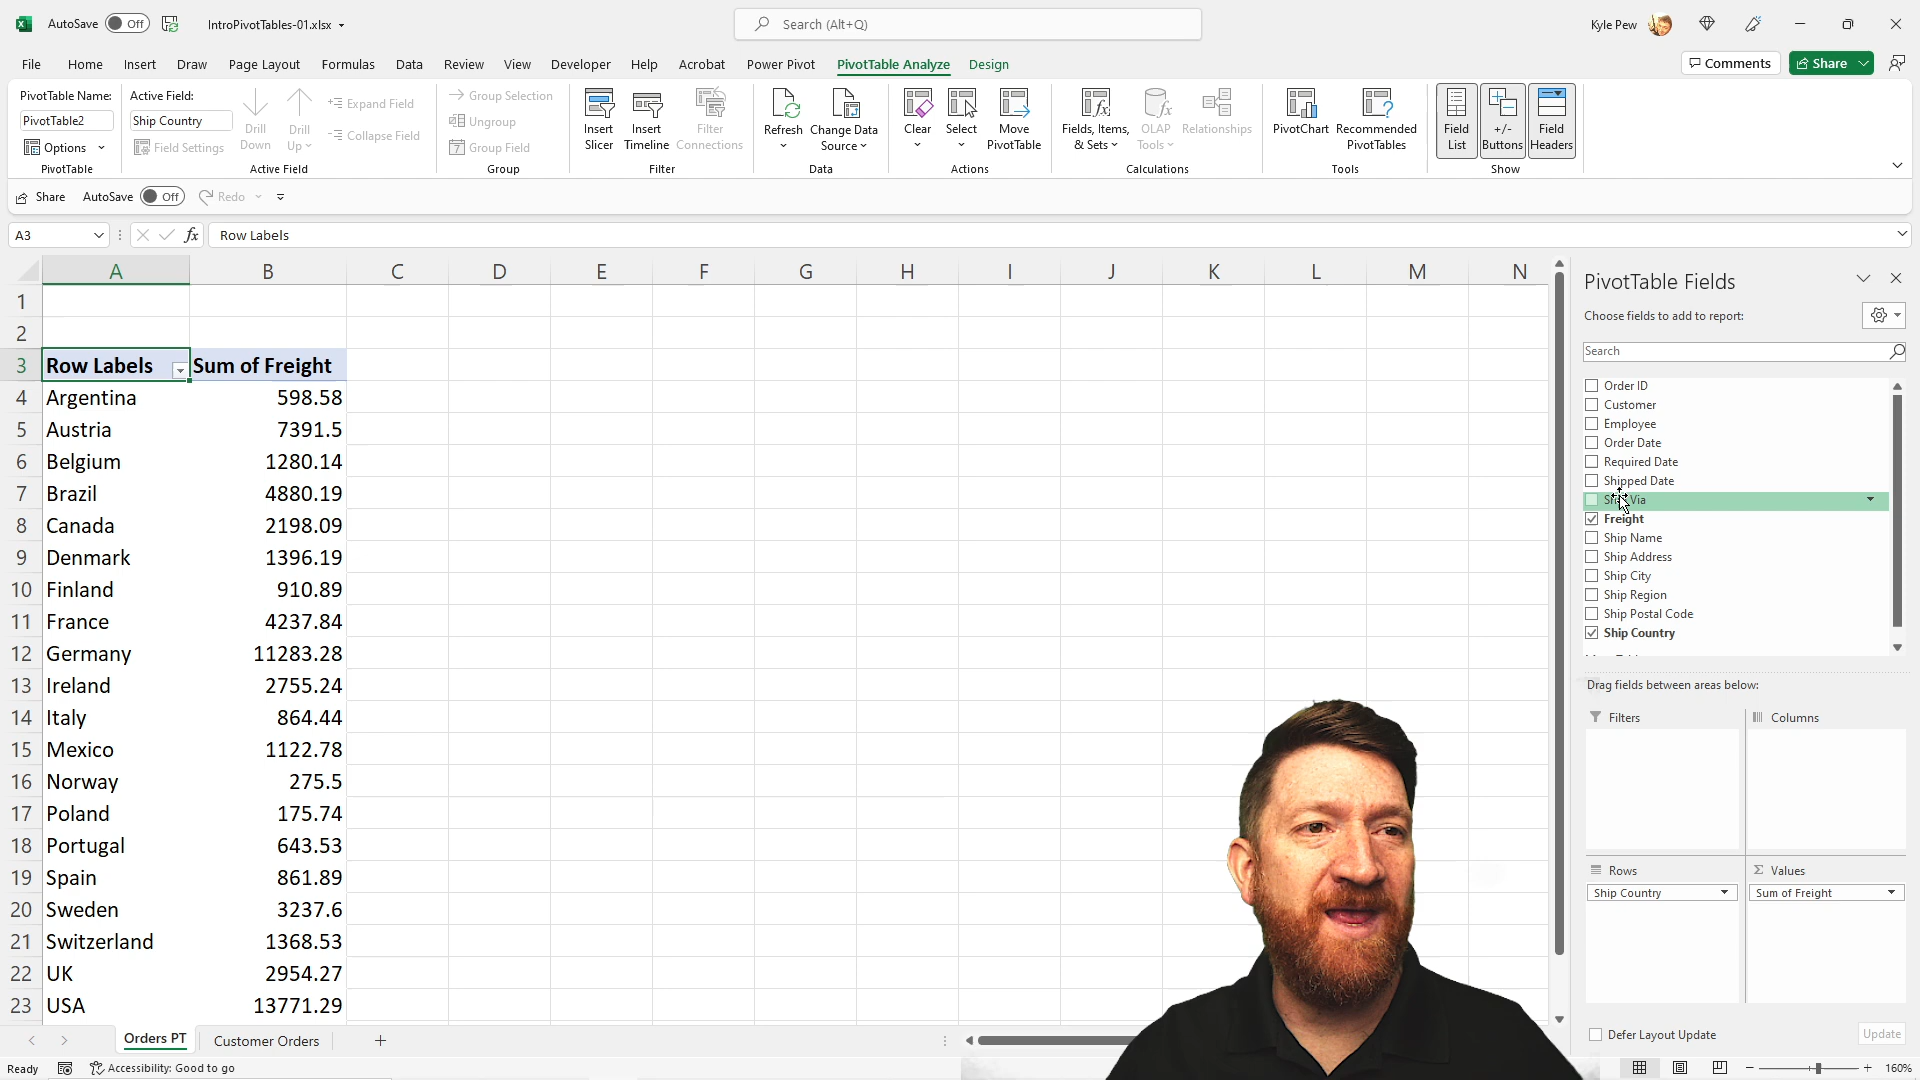 AutoSave Off IntroPivotTables-01.xlsx Search (Alt+Q) Kyle Pew
File Home Insert Draw Page Layout Formulas Data Review View Developer Help Acrobat Power Pivot PivotTable Analyze Design Comments Share
PivotTable Name:
PivotTable2
Options
PivotTable
Active Field:
Ship Country
Field Settings
Drill Down
Drill Up
Expand Field
Collapse Field
Active Field
Group Selection
Ungroup
Group Field
Group
Insert Slicer
Insert Timeline
Filter Connections
Filter
Refresh
Change Data Source
Data
Clear
Select
Move PivotTable
Actions
Fields, Items, & Sets
OLAP Tools
Relationships
Calculations
PivotChart
Recommended PivotTables
Tools
Field List
+/- Buttons
Field Headers
Show
Share AutoSave Off Redo
A3 fx Row Labels
A B C D E F G H I J K L M N
1
2
3 Row Labels Sum of Freight
4 Argentina 598.58
5 Austria 7391.5
6 Belgium 1280.14
7 Brazil 4880.19
8 Canada 2198.09
9 Denmark 1396.19
10 Finland 910.89
11 France 4237.84
12 Germany 11283.28
13 Ireland 2755.24
14 Italy 864.44
15 Mexico 1122.78
16 Norway 275.5
17 Poland 175.74
18 Portugal 643.53
19 Spain 861.89
20 Sweden 3237.6
21 Switzerland 1368.53
22 UK 2954.27
23 USA 13771.29
PivotTable Fields
Choose fields to add to report:
Search
Order ID
Customer
Employee
Order Date
Required Date
Shipped Date
Ship Via
Freight
Ship Name
Ship Address
Ship City
Ship Region
Ship Postal Code
Ship Country
Drag fields between areas below:
Filters
Columns
Rows
Ship Country
Σ Values
Sum of Freight
Defer Layout Update Update
Orders PT Customer Orders
Ready Accessibility: Good to go 160%